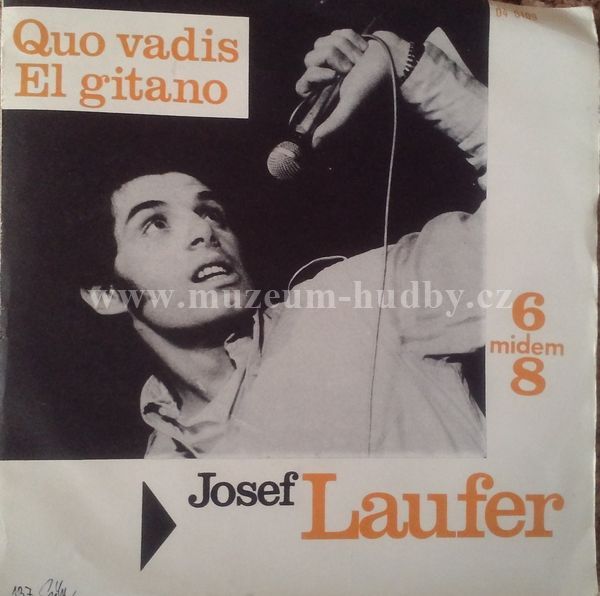 Quo vadis
El gitano
www.muzeum-hudby.cz
6
midem
8
Josef Laufer